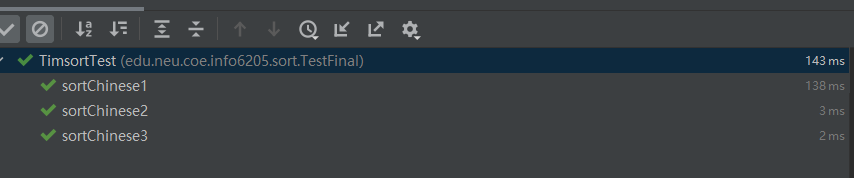 TimsortTest (edu.neu.coe.info6205.sort.TestFinal) 143 ms
sortChinese1 138 ms
sortChinese2 3 ms
sortChinese3 2 ms